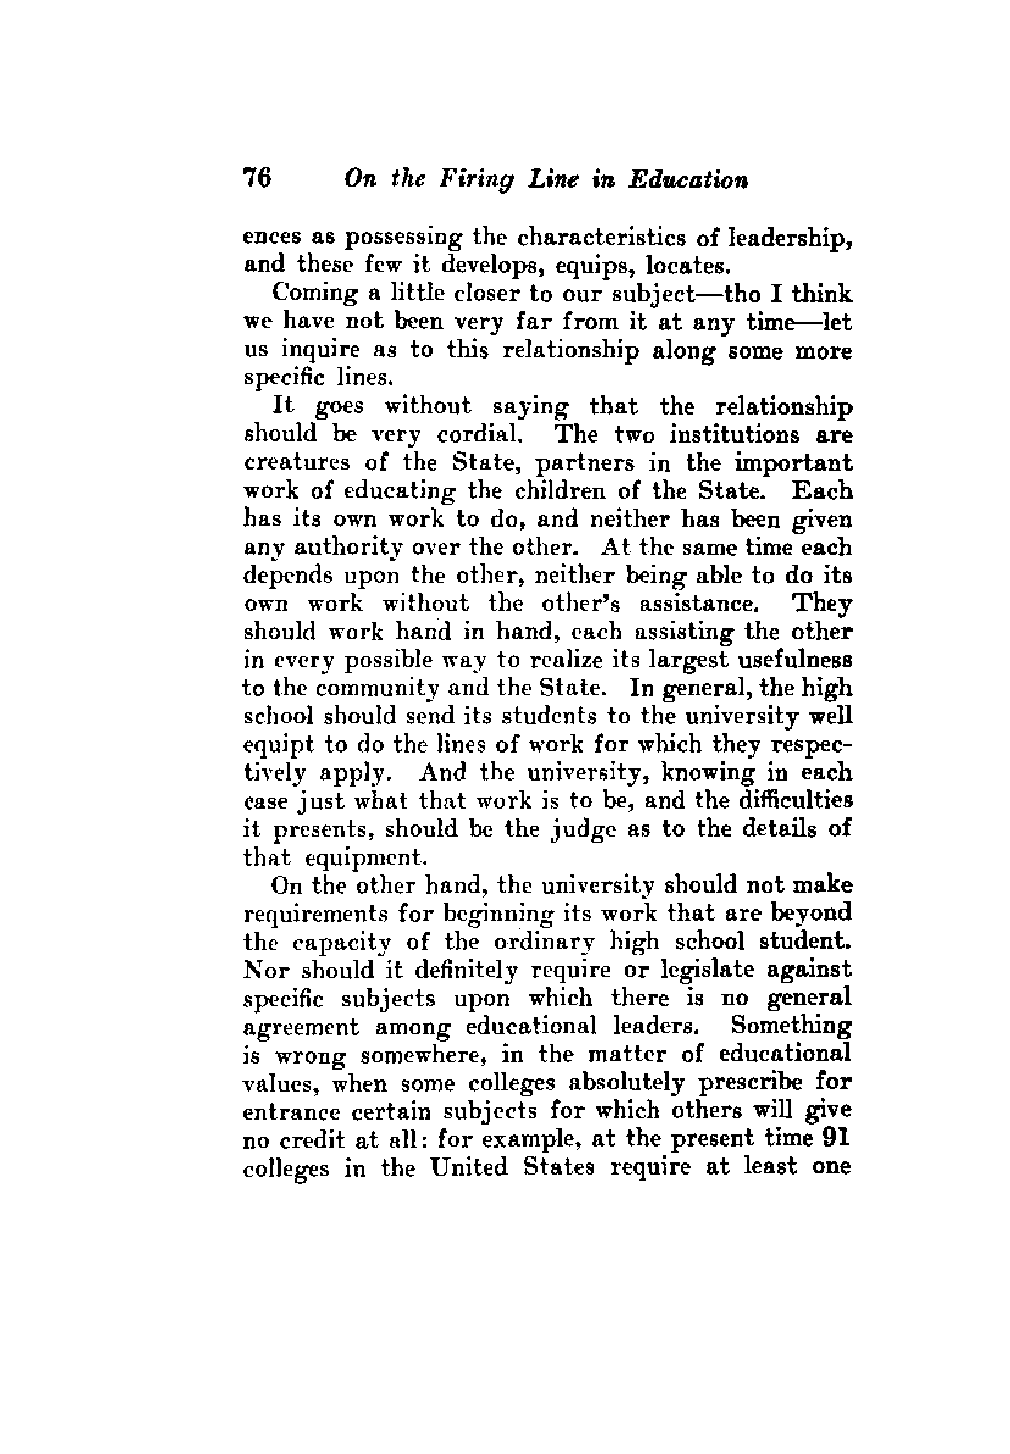 76 On the Firing Line in Education
ences as possessing the characteristics of leadership,
and these few it develops, equips, locates.
Coming a little closer to our subject—tho I think
we have not been very far from it at any time—let
us inquire as to this relationship along some more
specific lines.
It goes without saying that the relationship
should be very cordial. The two institutions are
creatures of the State, partners in the important
work of educating the children of the State. Each
has its own work to do, and neither has been given
any authority over the other. At the same time each
depends upon the other, neither being able to do its
own work without the other's assistance. They
should work hand in hand, each assisting the other
in every possible way to realize its largest usefulness
to the community and the State. In general, the high
school should send its students to the university well
equipt to do the lines of work for which they respec-
tively apply. And the university, knowing in each
case just what that work is to be, and the difficulties
it presents, should be the judge as to the details of
that equipment.
On the other hand, the university should not make
requirements for beginning its work that are beyond
the capacity of the ordinary high school student.
Nor should it definitely require or legislate against
specific subjects upon which there is no general
agreement among educational leaders. Something
is wrong somewhere, in the matter of educational
values, when some colleges absolutely prescribe for
entrance certain subjects for which others will give
no credit at all: for example, at the present time 91
colleges in the United States require at least one